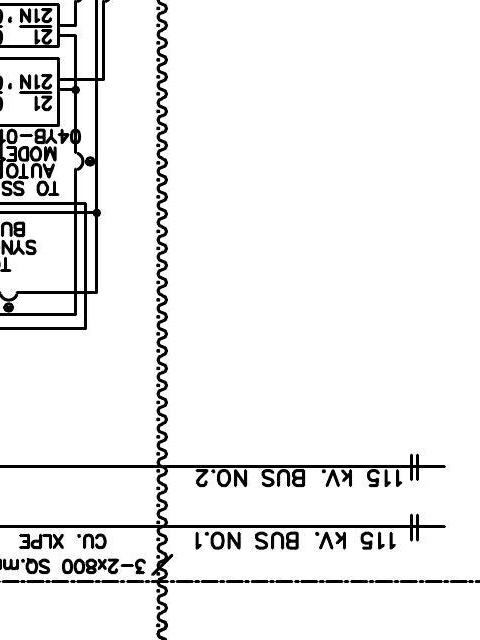 3-2x800 SQ.m
115 kV. BUS NO.1
CU. XLPE
115 kV. BUS NO.2
SYN
BU
TO SS
AUTO
MODE
04YB-01
21
21N
21
21N